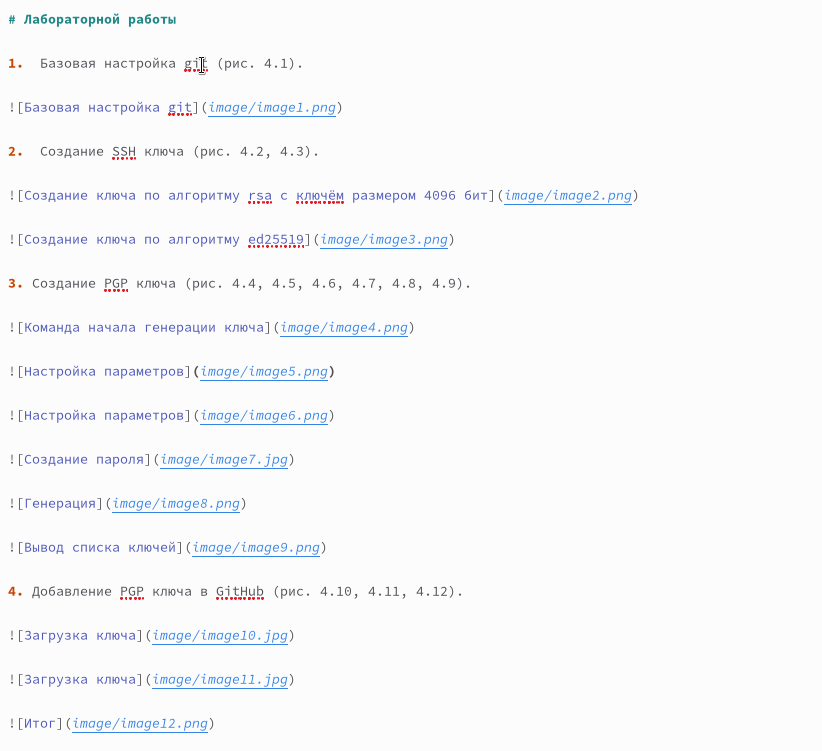 # Лабораторной работы
1. Базовая настройка git (рис. 4.1).
![Базовая настройка git](image/image1.png)
2. Создание SSH ключа (рис. 4.2, 4.3).
![Создание ключа по алгоритму rsa с ключём размером 4096 бит](image/image2.png)
![Создание ключа по алгоритму ed25519](image/image3.png)
3. Создание PGP ключа (рис. 4.4, 4.5, 4.6, 4.7, 4.8, 4.9).
![Команда начала генерации ключа](image/image4.png)
![Настройка параметров](image/image5.png)
![Настройка параметров](image/image6.png)
![Создание пароля](image/image7.jpg)
![Генерация](image/image8.png)
![Вывод списка ключей](image/image9.png)
4. Добавление PGP ключа в GitHub (рис. 4.10, 4.11, 4.12).
![Загрузка ключа](image/image10.jpg)
![Загрузка ключа](image/image11.jpg)
![Итог](image/image12.png)